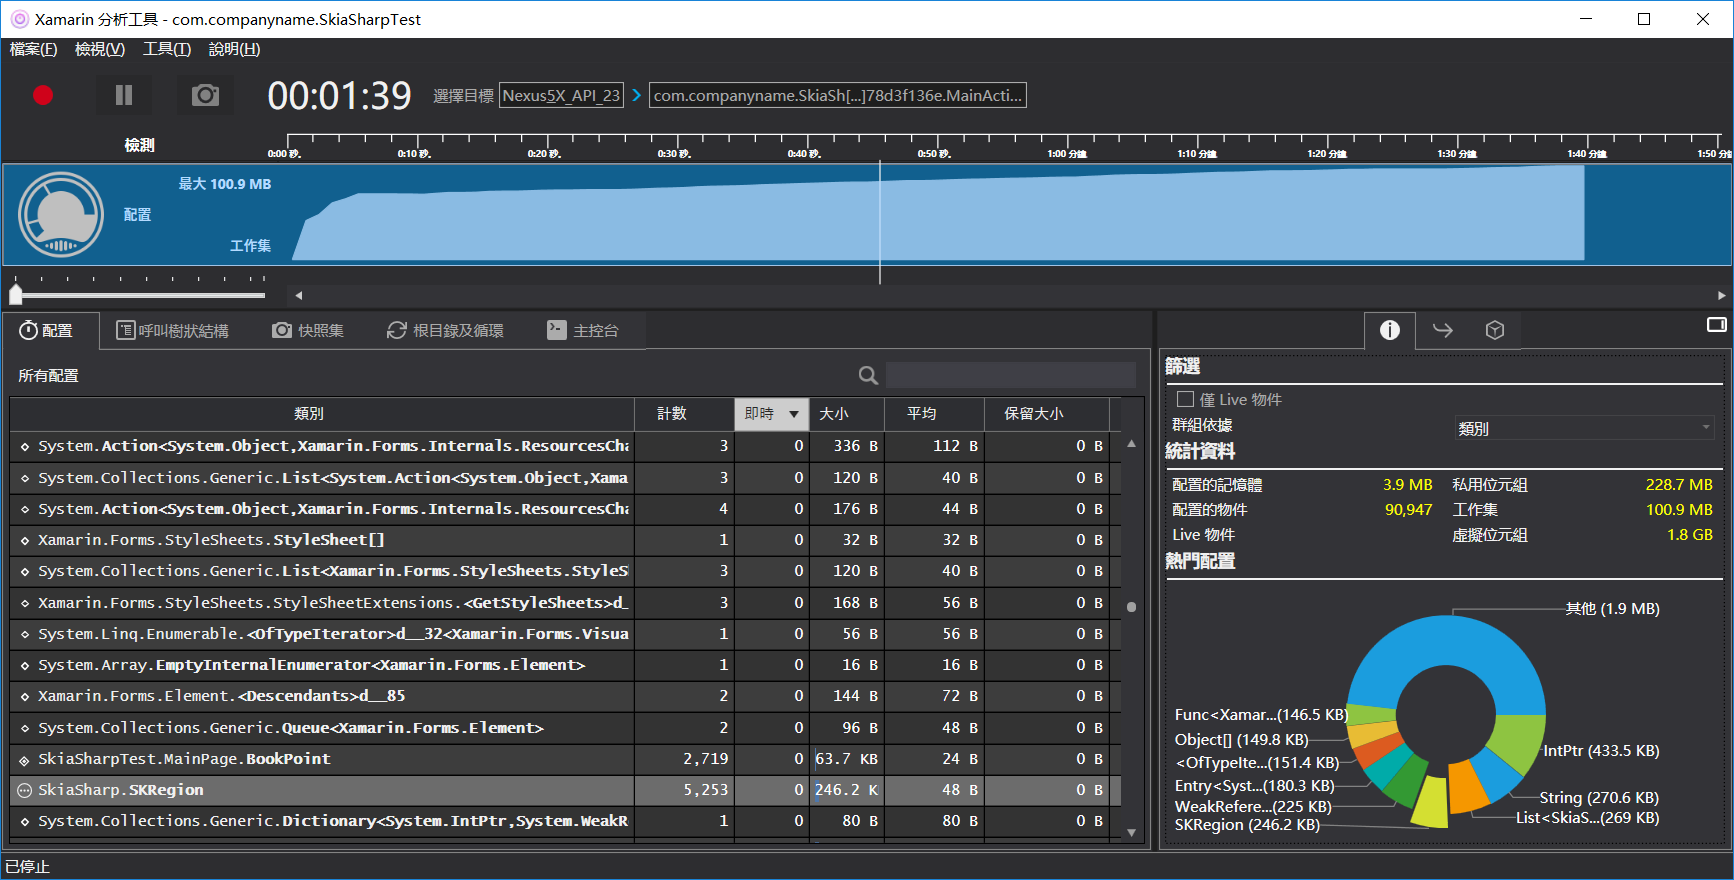 Xamarin 分析工具 - com.companyname.SkiaSharpTest
檔案(F) 檢視(V) 工具(T) 說明(H)
00:01:39 選擇目標 Nexus5X_API_23 com.companyname.SkiaSh[...]78d3f136e.MainActi...
檢測
0:00 秒。 0:10 秒。 0:20 秒。 0:30 秒。 0:40 秒。 0:50 秒。 1:00 分鐘 1:10 分鐘 1:20 分鐘 1:30 分鐘 1:40 分鐘 1:50 分鐘
最大 100.9 MB
配置
工作集
配置 呼叫樹狀結構 快照集 根目錄及循環 主控台
所有配置
類別 計數 即時 大小 平均 保留大小
System.Action<System.Object,Xamarin.Forms.Internals.ResourcesCha 3 0 336 B 112 B 0 B
System.Collections.Generic.List<System.Action<System.Object,Xama 3 0 120 B 40 B 0 B
System.Action<System.Object,Xamarin.Forms.Internals.ResourcesCha 4 0 176 B 44 B 0 B
Xamarin.Forms.StyleSheets.StyleSheet[] 1 0 32 B 32 B 0 B
System.Collections.Generic.List<Xamarin.Forms.StyleSheets.StyleS 3 0 120 B 40 B 0 B
Xamarin.Forms.StyleSheets.StyleSheetExtensions.<GetStyleSheets>d_ 3 0 168 B 56 B 0 B
System.Linq.Enumerable.<OfTypeIterator>d__32<Xamarin.Forms.Visua 1 0 56 B 56 B 0 B
System.Array.EmptyInternalEnumerator<Xamarin.Forms.Element> 1 0 16 B 16 B 0 B
Xamarin.Forms.Element.<Descendants>d__85 2 0 144 B 72 B 0 B
System.Collections.Generic.Queue<Xamarin.Forms.Element> 2 0 96 B 48 B 0 B
SkiaSharpTest.MainPage.BookPoint 2,719 0 63.7 KB 24 B 0 B
SkiaSharp.SKRegion 5,253 0 246.2 K 48 B 0 B
System.Collections.Generic.Dictionary<System.IntPtr,System.WeakR 1 0 80 B 80 B 0 B
已停止
篩選
僅 Live 物件
群組依據 類別
統計資料
配置的記憶體 3.9 MB 私用位元組 228.7 MB
配置的物件 90,947 工作集 100.9 MB
Live 物件 虛擬位元組 1.8 GB
熱門配置
其他 (1.9 MB)
Func<Xamar...(146.5 KB)
Object[] (149.8 KB)
<OfTypeIte...(151.4 KB)
Entry<Syst...(180.3 KB)
WeakRefere...(225 KB)
SKRegion (246.2 KB)
IntPtr (433.5 KB)
String (270.6 KB)
List<SkiaS...(269 KB)